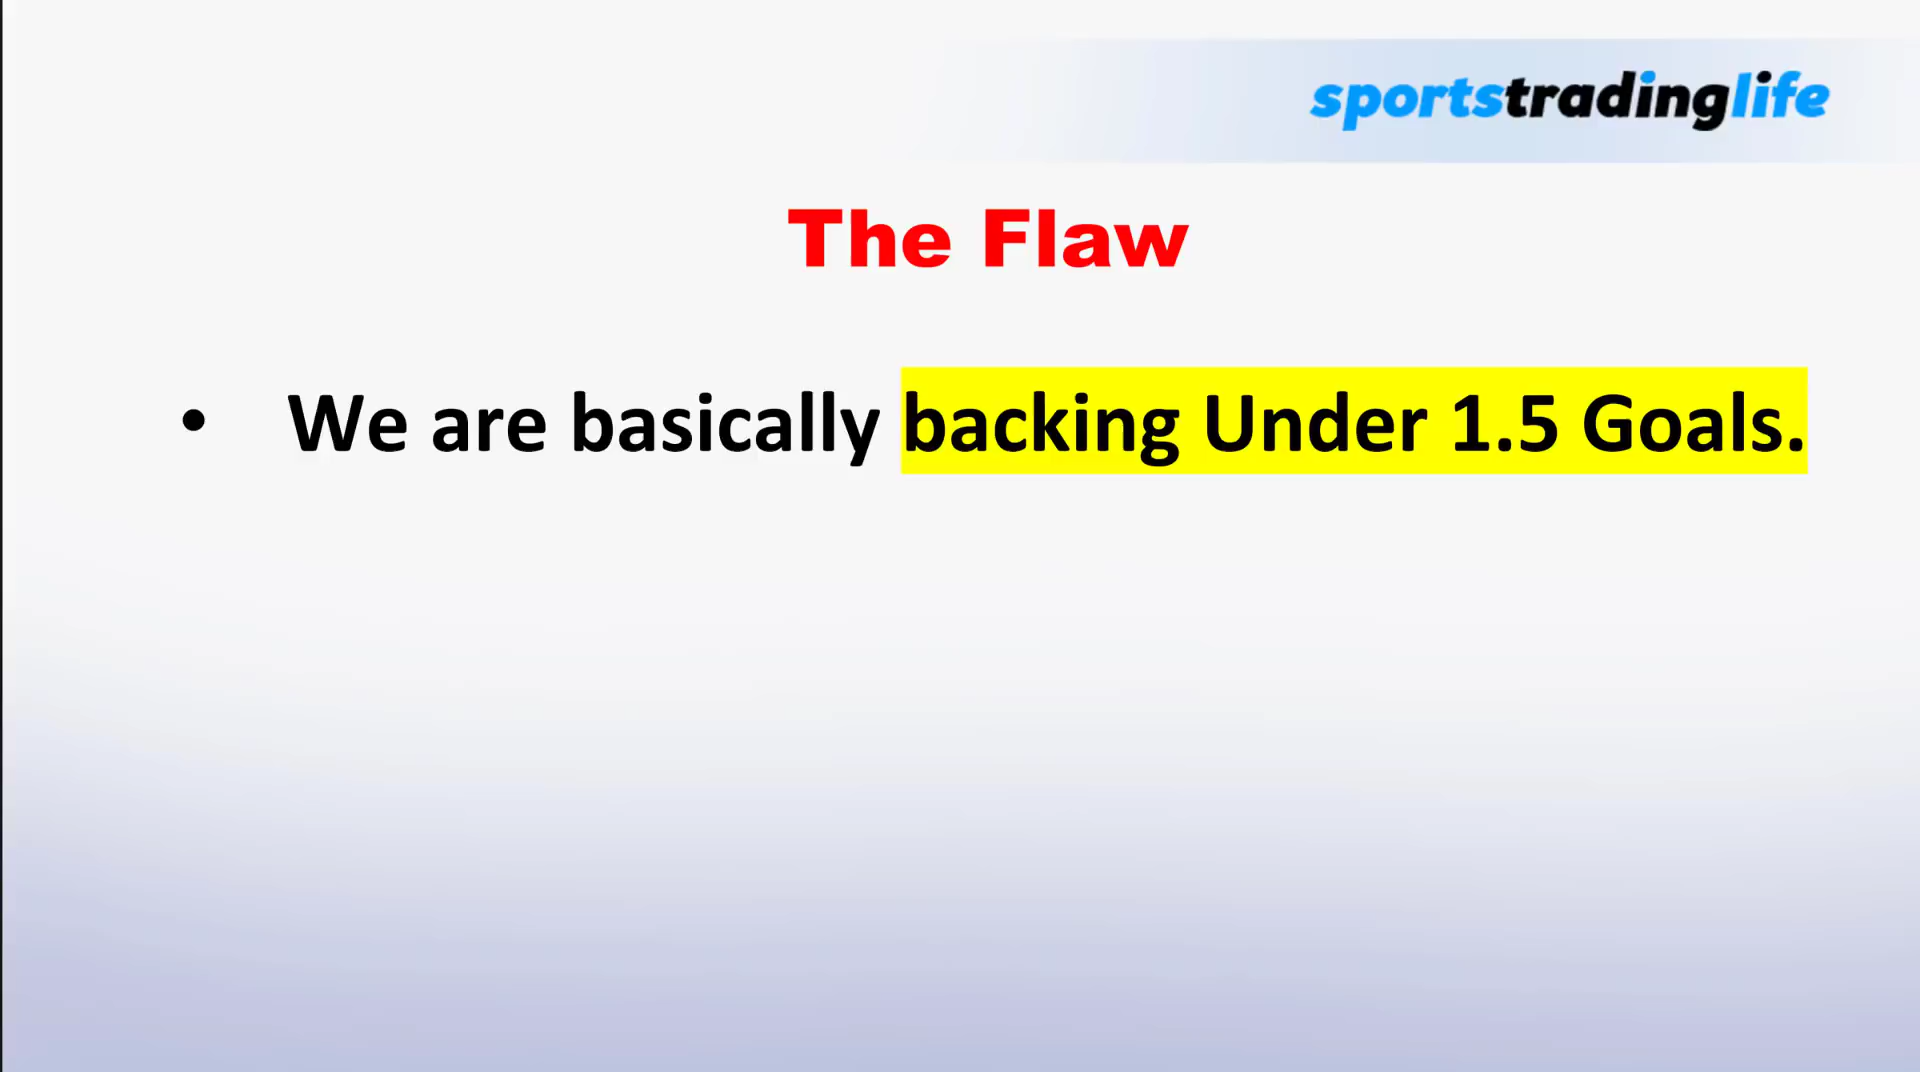 sportstradinglife
The Flaw
• We are basically backing Under 1.5 Goals.